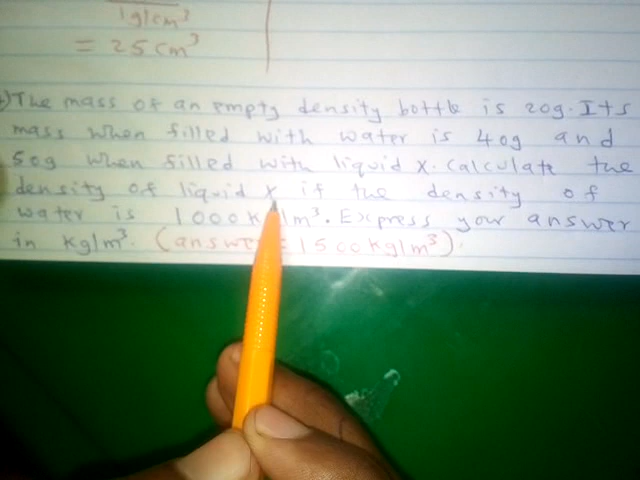 1g/cm³
= 25cm³
The mass of an empty density bottle is 20g. Its
mass when filled with water is 40g and
50g when filled with liquid X. Calculate the
density of liquid X if the density of
water is 1000K /m³. Express your answer
in Kg/m³. (answe = 1500Kg/m³).